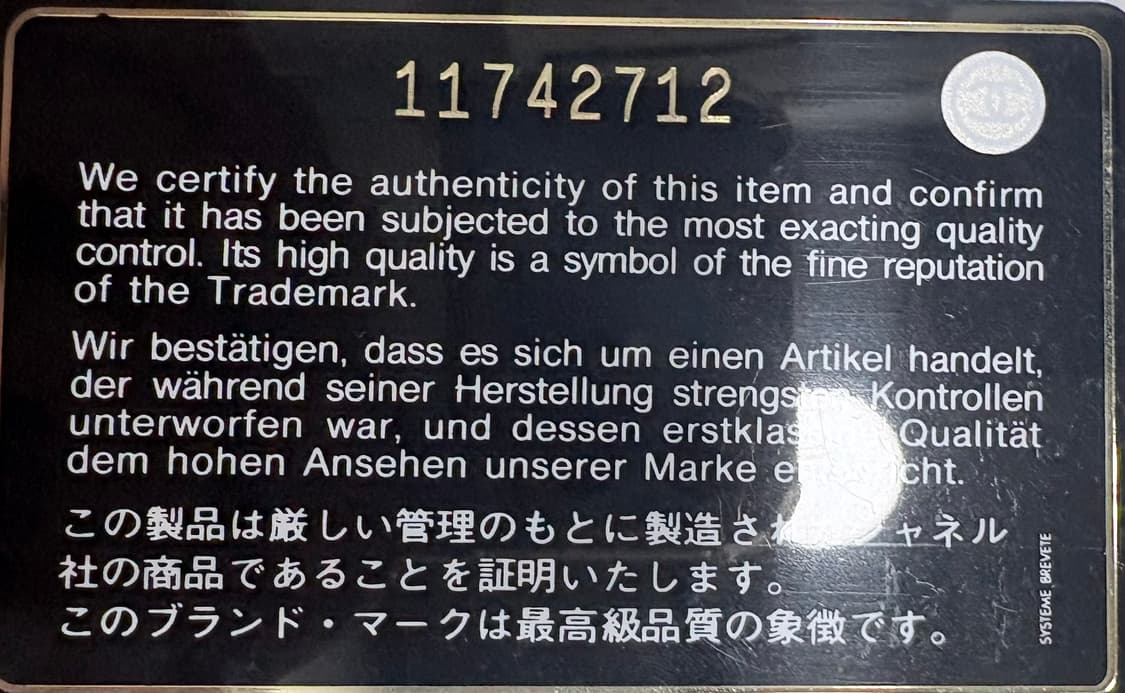 11742712
We certify the authenticity of this item and confirm
that it has been subjected to the most exacting quality
control. Its high quality is a symbol of the fine reputation
of the Trademark.
Wir bestätigen, dass es sich um einen Artikel handelt,
der während seiner Herstellung Kontrollen
unterworfen war, und dessen Qualität
dem hohen Ansehen unserer Marke
この製品は厳しい管理のもとに製造さ ャネル
社の商品であることを証明いたします。
このブランド・マークは最高級品質の象徴です。
SYSTEME BREVETE